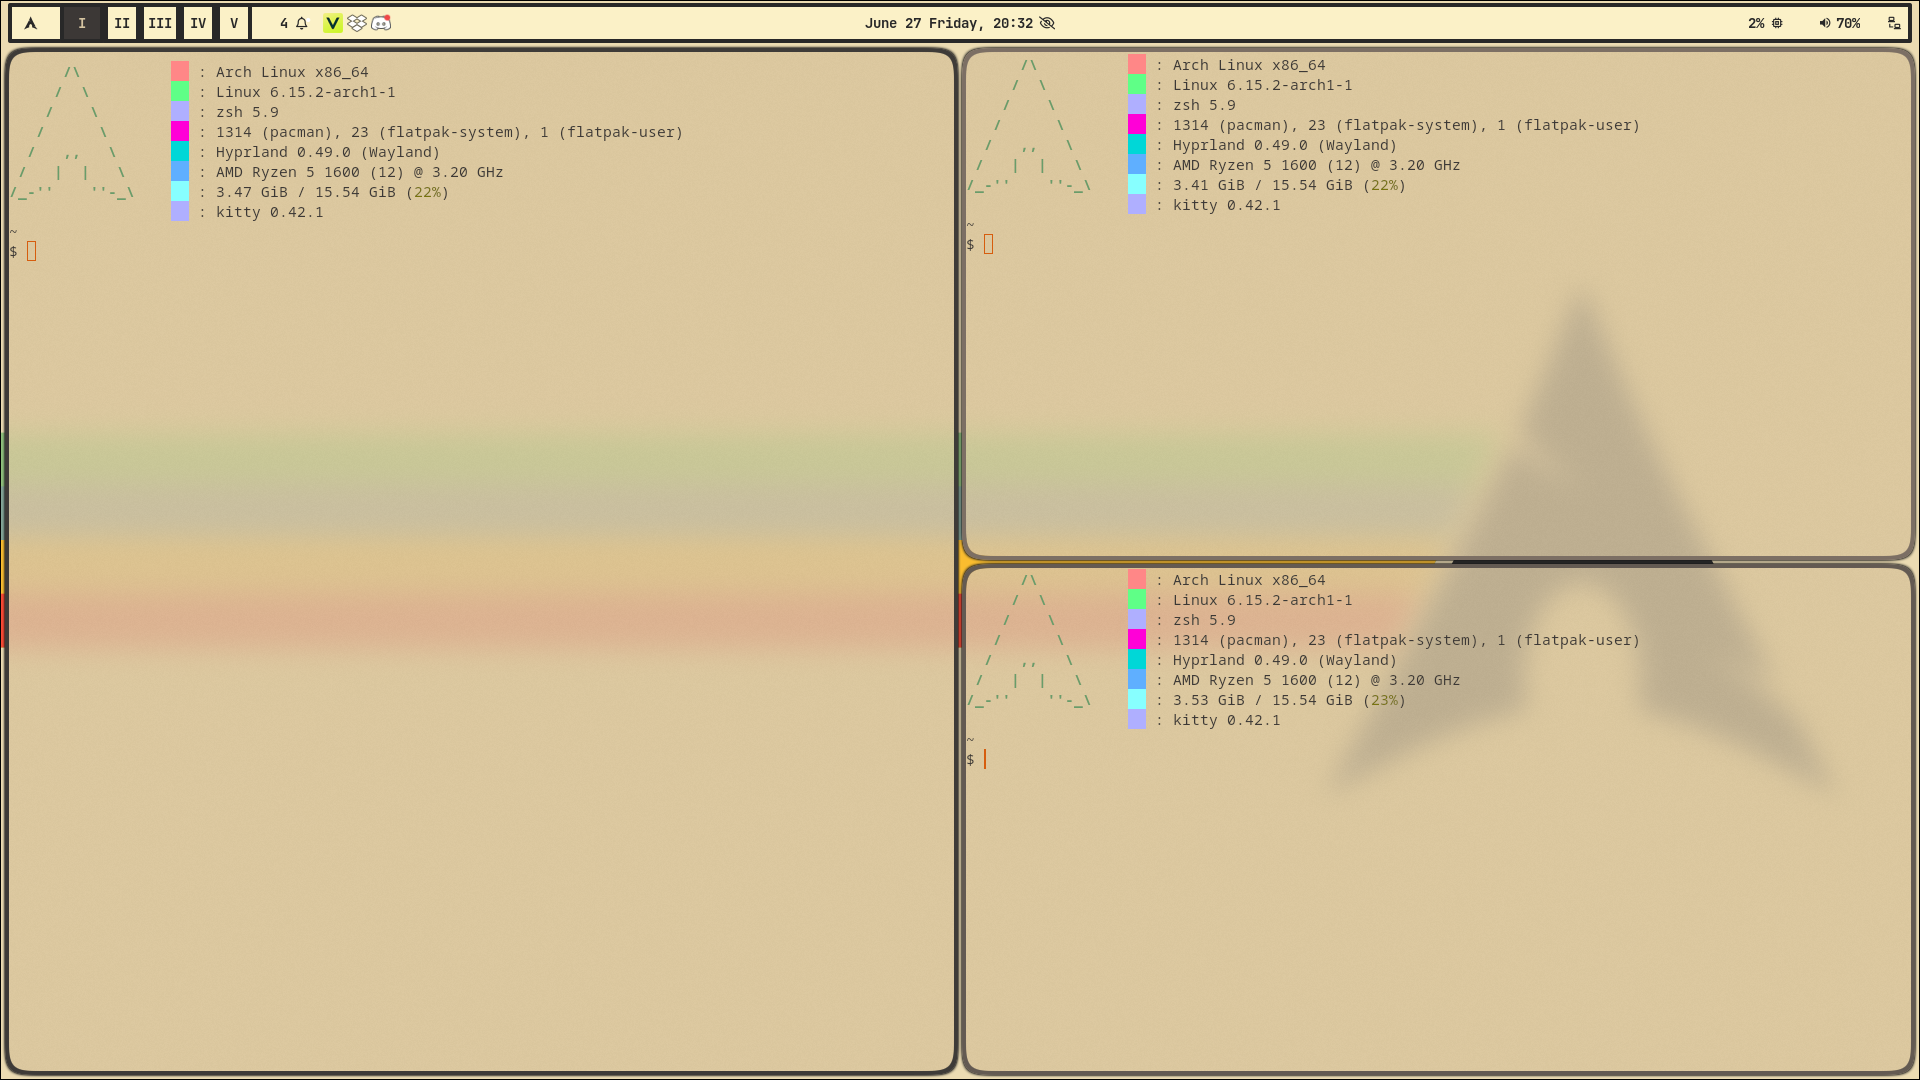 I II III IV V 4 June 27 Friday, 20:32 2% 70%
/\ : Arch Linux x86_64
/  \ : Linux 6.15.2-arch1-1
/    \ : zsh 5.9
/      \ : 1314 (pacman), 23 (flatpak-system), 1 (flatpak-user)
/   ,,   \ : Hyprland 0.49.0 (Wayland)
/   |  |   \ : AMD Ryzen 5 1600 (12) @ 3.20 GHz
/_-''    ''-_\ : 3.47 GiB / 15.54 GiB (22%)
: kitty 0.42.1
~
$
/\ : Arch Linux x86_64
/  \ : Linux 6.15.2-arch1-1
/    \ : zsh 5.9
/      \ : 1314 (pacman), 23 (flatpak-system), 1 (flatpak-user)
/   ,,   \ : Hyprland 0.49.0 (Wayland)
/   |  |   \ : AMD Ryzen 5 1600 (12) @ 3.20 GHz
/_-''    ''-_\ : 3.41 GiB / 15.54 GiB (22%)
: kitty 0.42.1
~
$
/\ : Arch Linux x86_64
/  \ : Linux 6.15.2-arch1-1
/    \ : zsh 5.9
/      \ : 1314 (pacman), 23 (flatpak-system), 1 (flatpak-user)
/   ,,   \ : Hyprland 0.49.0 (Wayland)
/   |  |   \ : AMD Ryzen 5 1600 (12) @ 3.20 GHz
/_-''    ''-_\ : 3.53 GiB / 15.54 GiB (23%)
: kitty 0.42.1
~
$